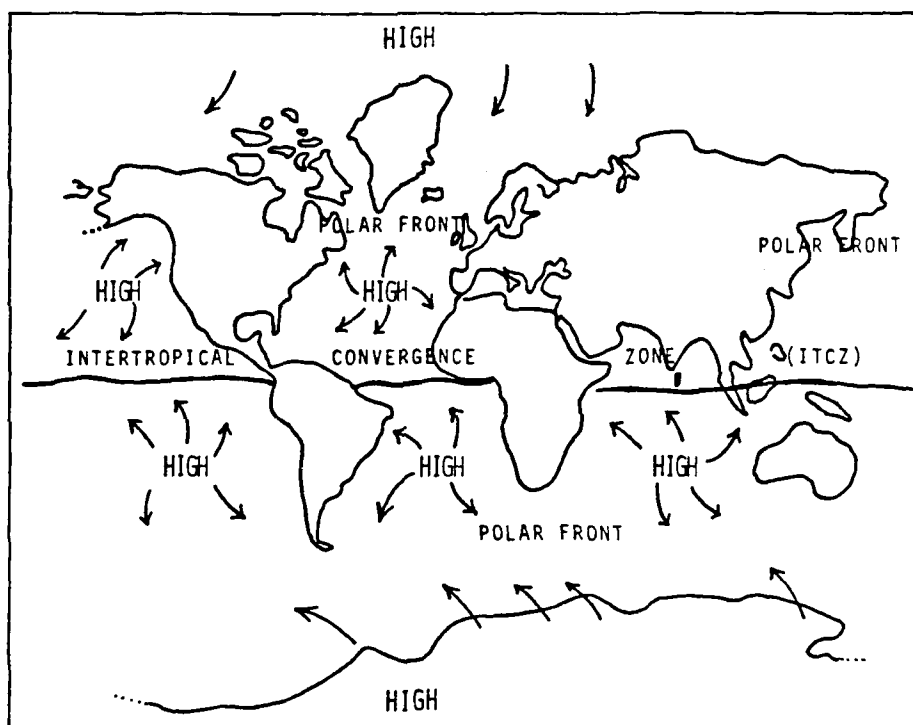 HIGH
POLAR FRONT
POLAR FRONT
HIGH HIGH
INTERTROPICAL CONVERGENCE ZONE (ITCZ)
HIGH HIGH HIGH
POLAR FRONT
HIGH